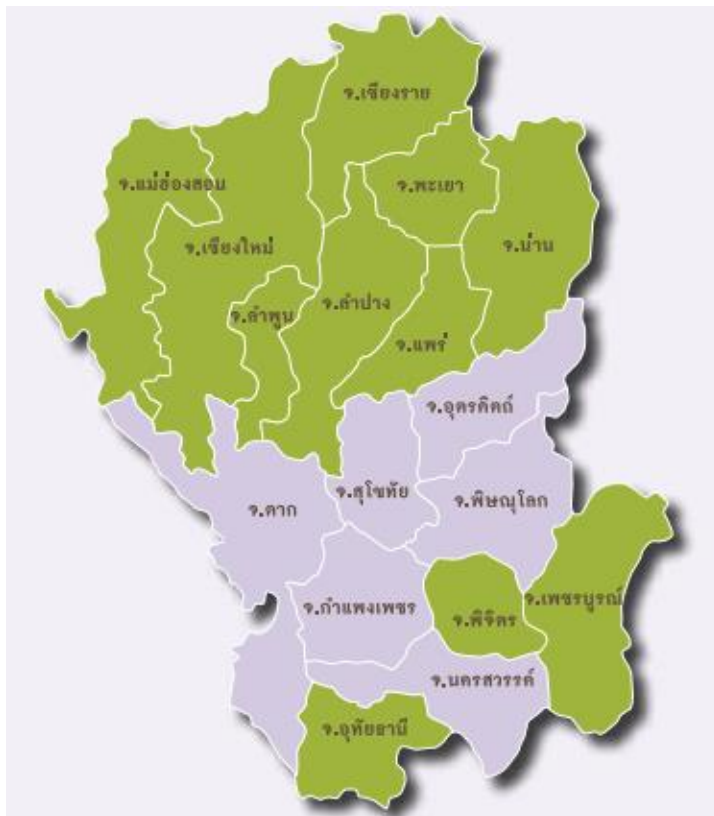 จ.เชียงราย
จ.แม่ฮ่องสอน
จ.พะเยา
จ.เชียงใหม่
จ.น่าน
จ.ลำพูน
จ.ลำปาง
จ.แพร่
จ.อุตรดิตถ์
จ.ตาก
จ.สุโขทัย
จ.พิษณุโลก
จ.กำแพงเพชร
จ.พิจิตร
จ.เพชรบูรณ์
จ.นครสวรรค์
จ.อุทัยธานี